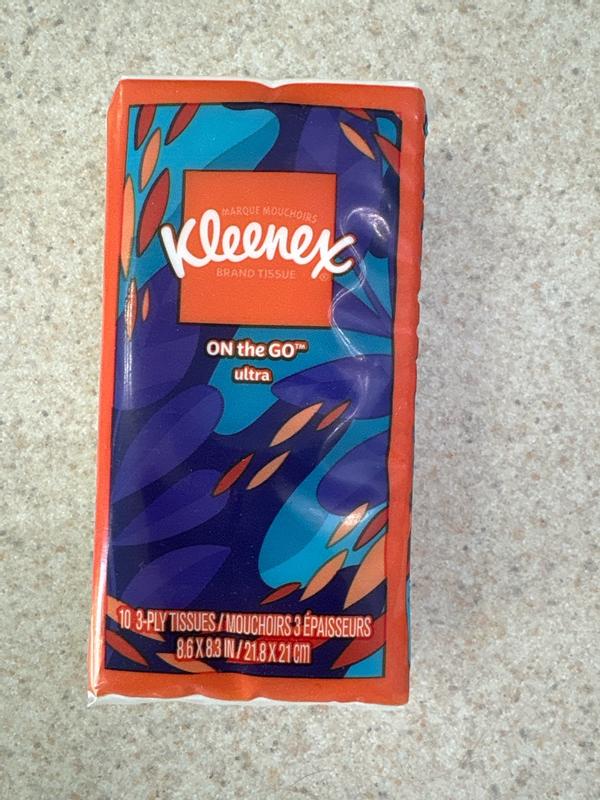 MARQUE MOUCHOIRS
Kleenex®
BRAND TISSUE
ON the GO™
ultra
10 3-PLY TISSUES / MOUCHOIRS 3 ÉPAISSEURS
8.6 X 8.3 IN / 21.8 X 21 cm